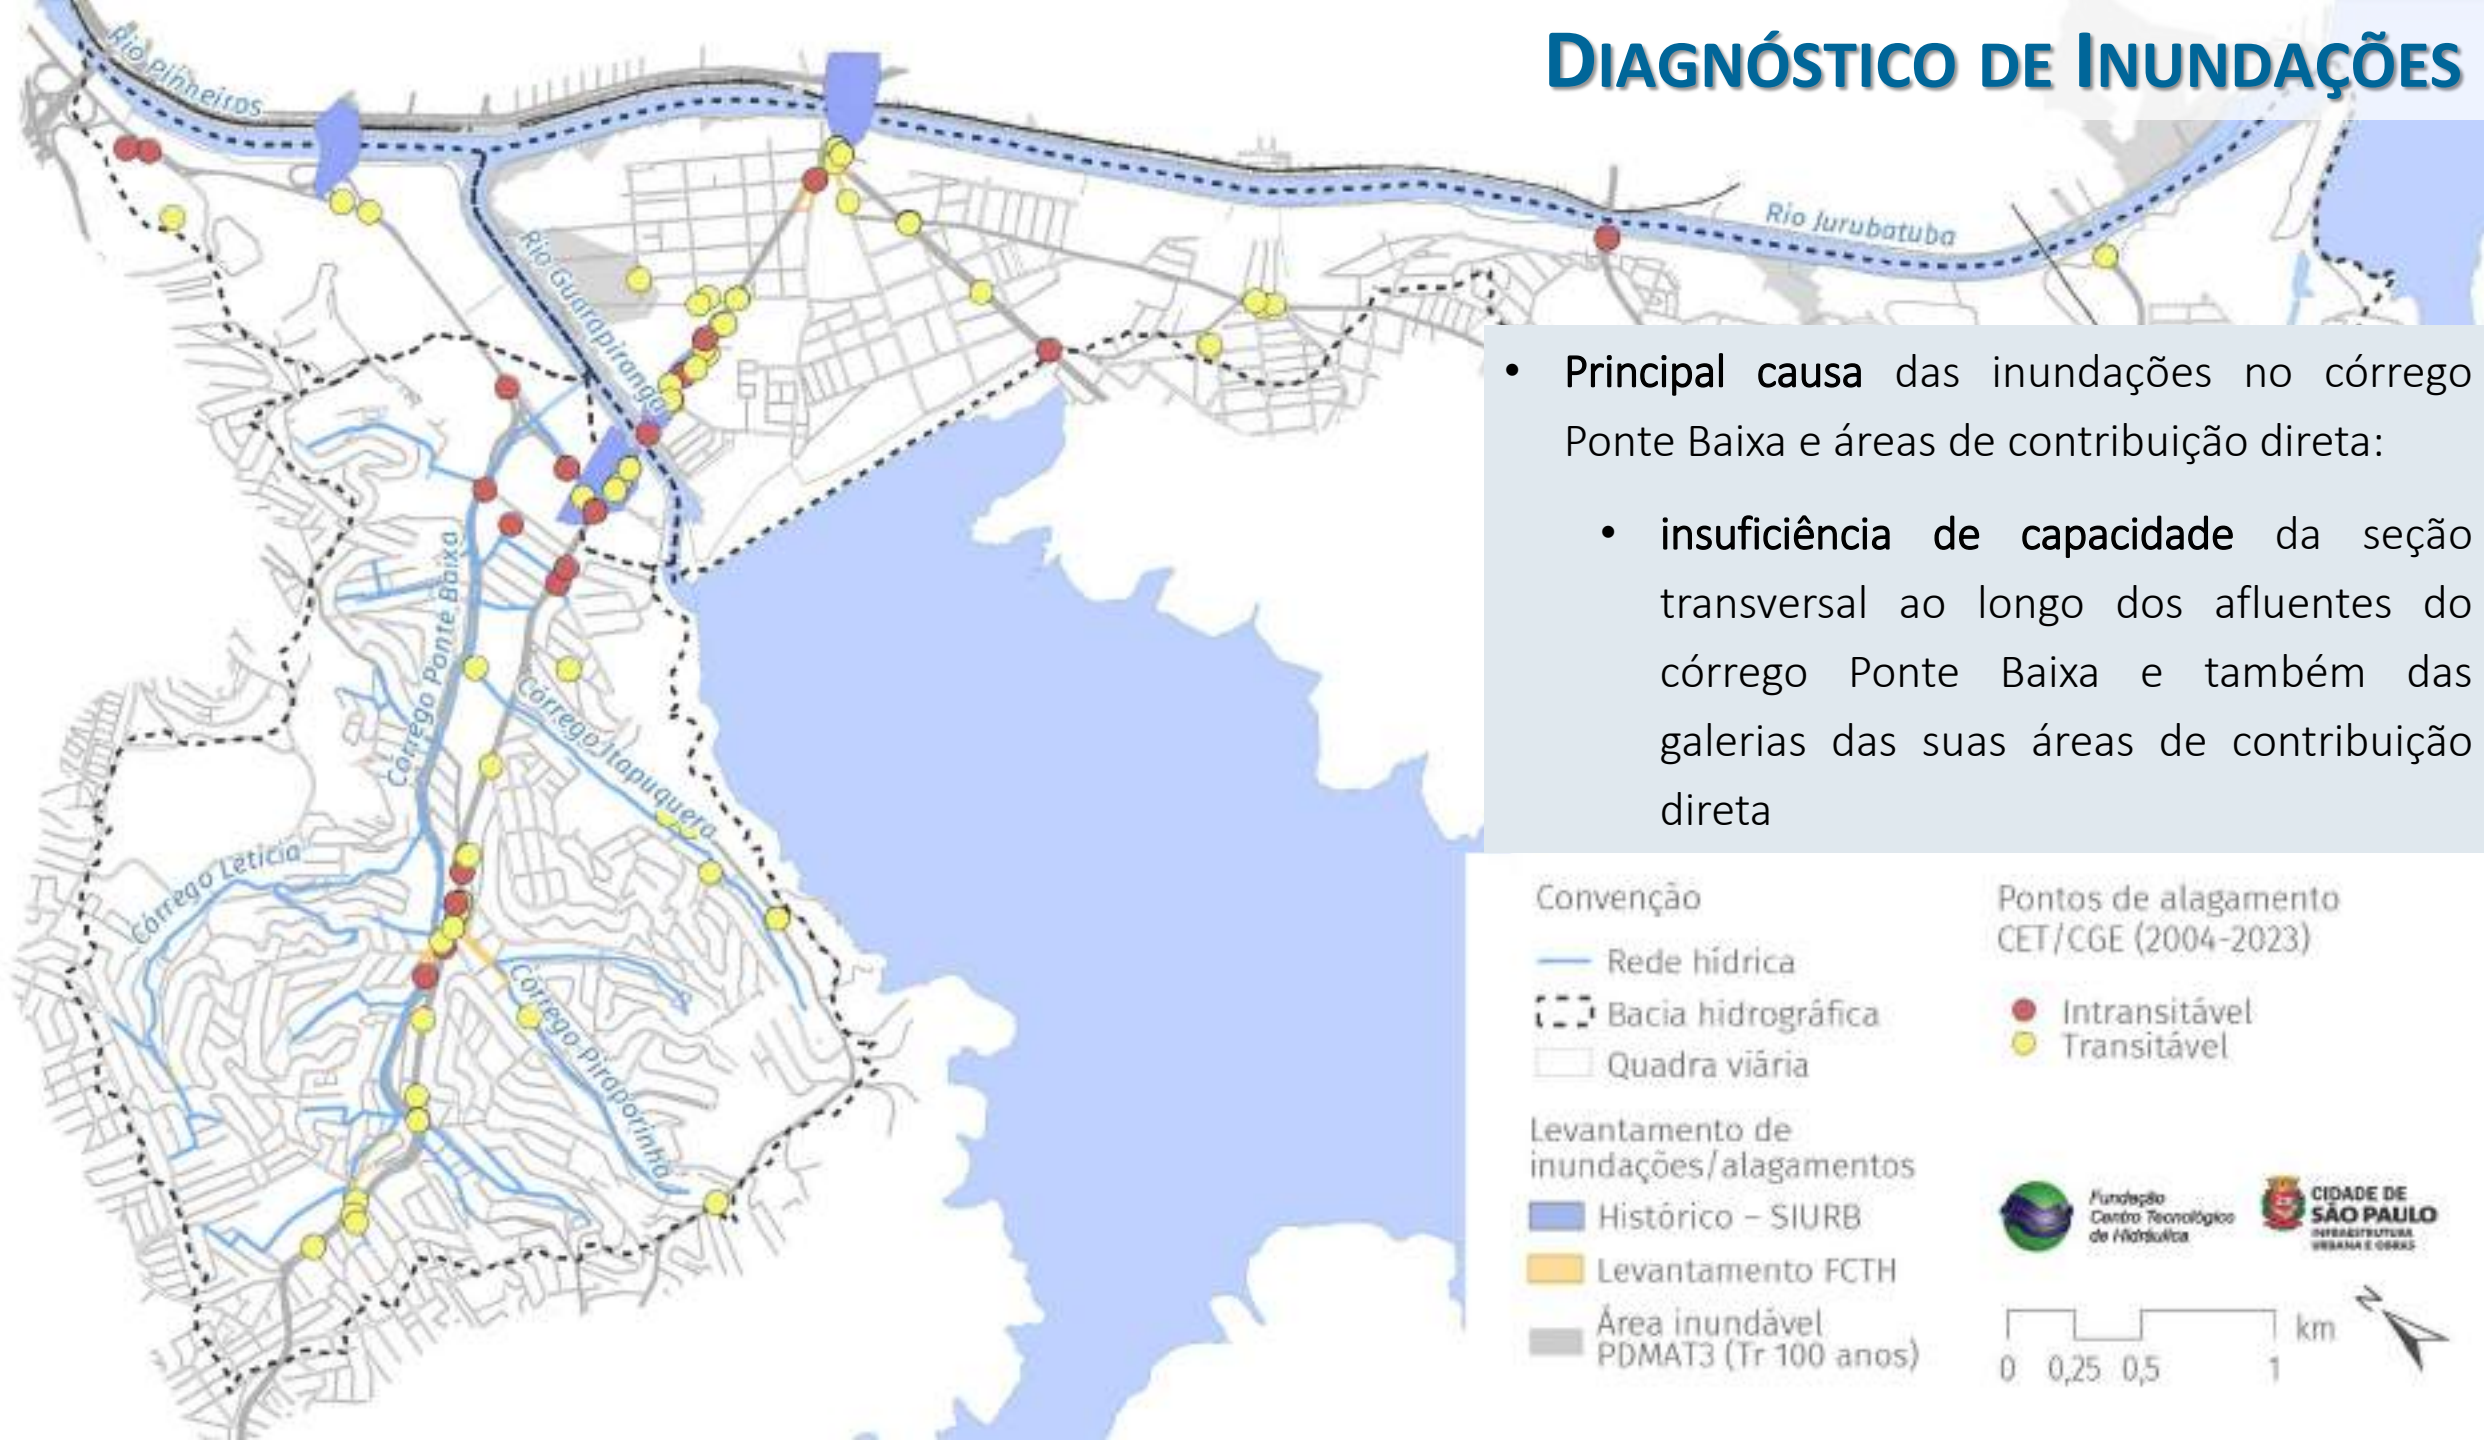 DIAGNÓSTICO DE INUNDAÇÕES
Rio Pinheiros
Rio Guarapiranga
Rio Jurubatuba
• Principal causa das inundações no córrego
Ponte Baixa e áreas de contribuição direta:
• insuficiência de capacidade da seção
transversal ao longo dos afluentes do
córrego Ponte Baixa e também das
galerias das suas áreas de contribuição
direta
Córrego Ponte Baixa
Córrego Itapuquera
Córrego Letícia
Córrego Piraporinha
Convenção
Rede hídrica
Bacia hidrográfica
Quadra viária
Levantamento de
inundações/alagamentos
Histórico – SIURB
Levantamento FCTH
Área inundável
PDMAT3 (Tr 100 anos)
Pontos de alagamento
CET/CGE (2004-2023)
Intransitável
Transitável
Fundação
Centro Tecnológico
de Hidráulica
CIDADE DE
SÃO PAULO
INFRAESTRUTURA
URBANA E OBRAS
N
km
0 0,25 0,5 1